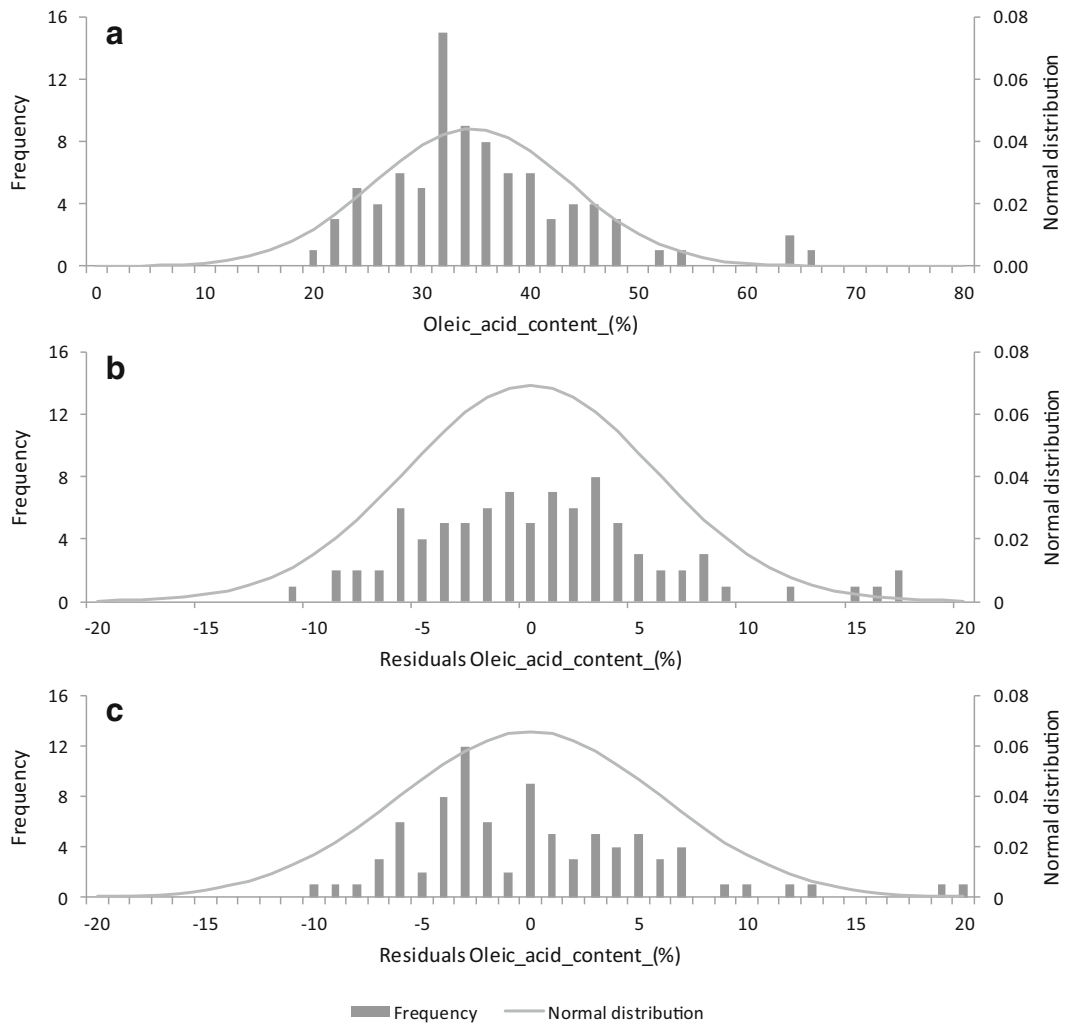 a
16 12 8 4 0
Frequency
0.08 0.06 0.04 0.02 0.00
Normal distribution
0 10 20 30 40 50 60 70 80
Oleic_acid_content_(%)
b
16 12 8 4 0
Frequency
0.08 0.06 0.04 0.02 0
Normal distribution
-20 -15 -10 -5 0 5 10 15 20
Residuals Oleic_acid_content_(%)
c
16 12 8 4 0
Frequency
0.08 0.06 0.04 0.02 0
Normal distribution
-20 -15 -10 -5 0 5 10 15 20
Residuals Oleic_acid_content_(%)
Frequency Normal distribution